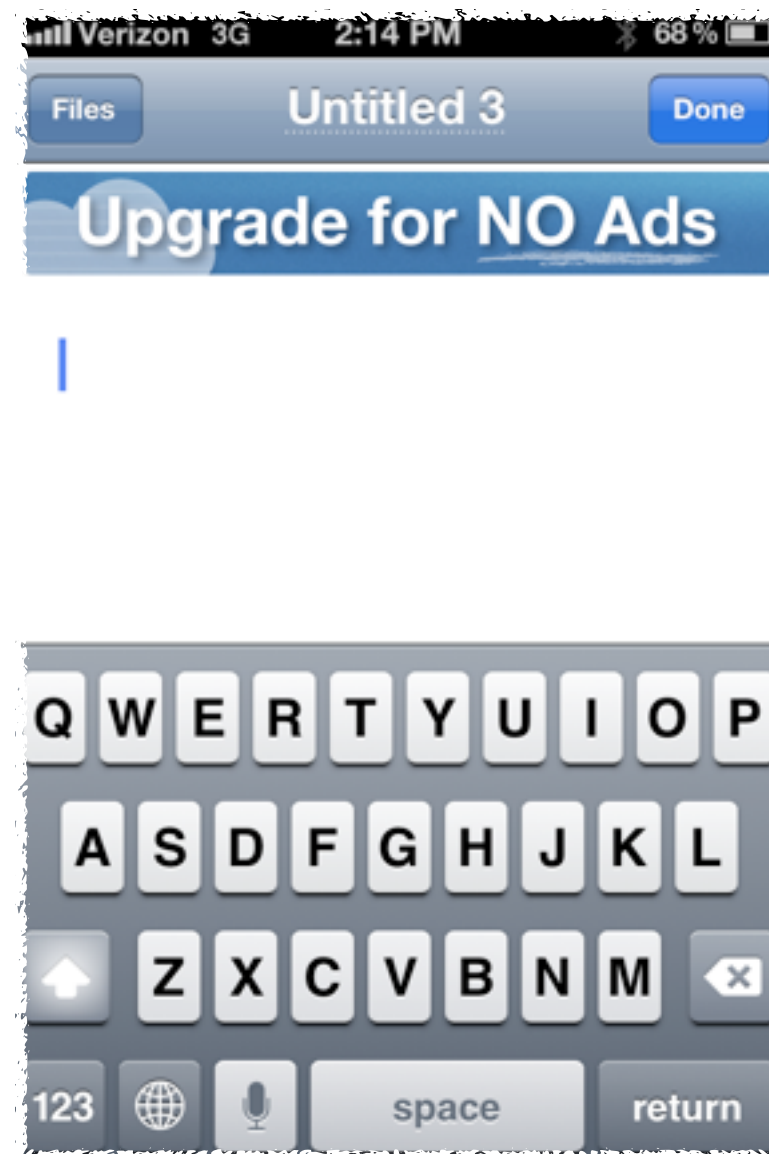 Verizon 3G 2:14 PM 68%
Files Untitled 3 Done
Upgrade for NO Ads
Q W E R T Y U I O P
A S D F G H J K L
Z X C V B N M
123 space return